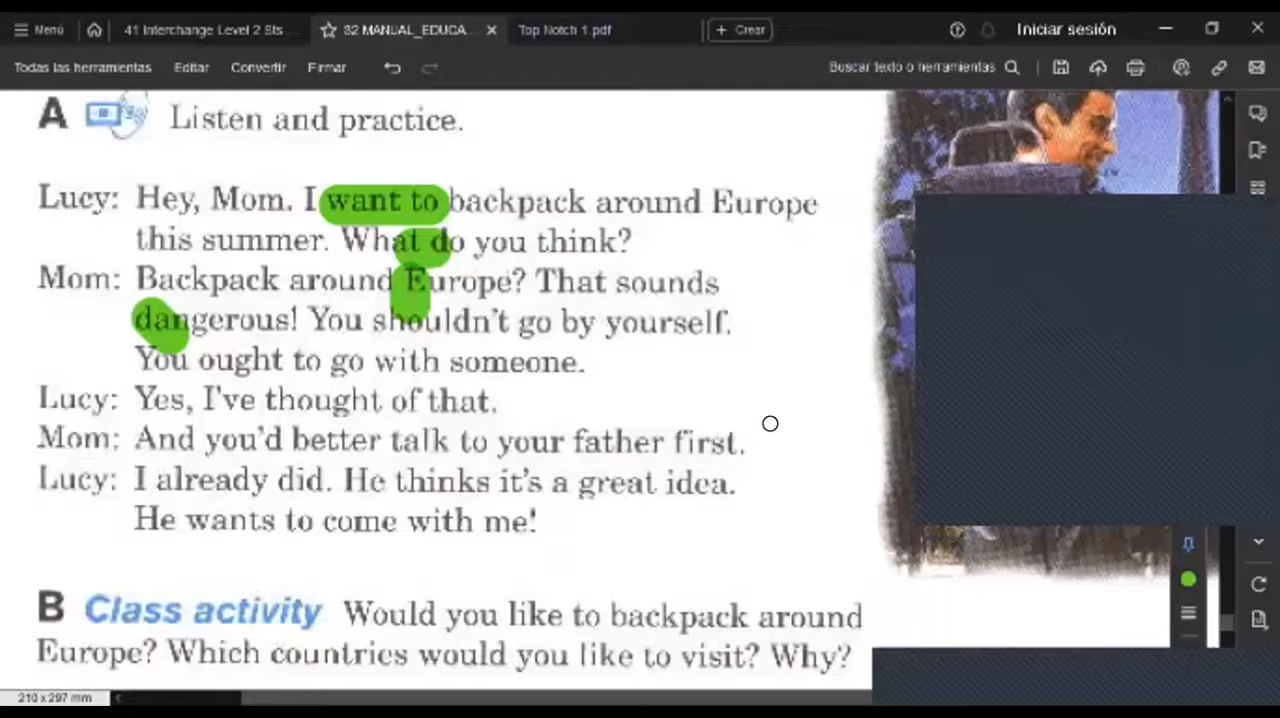 Menú
41 Interchange Level 2 Sts
32 MANUAL_EDUCA...
Top Notch 1.pdf
+ Crear
Iniciar sesión
Todas las herramientas
Editar
Convertir
Firmar
Buscar texto o herramientas
A Listen and practice.
Lucy: Hey, Mom. I want to backpack around Europe
this summer. What do you think?
Mom: Backpack around Europe? That sounds
dangerous! You shouldn't go by yourself.
You ought to go with someone.
Lucy: Yes, I've thought of that.
Mom: And you'd better talk to your father first.
Lucy: I already did. He thinks it's a great idea.
He wants to come with me!
B Class activity Would you like to backpack around
Europe? Which countries would you like to visit? Why?
210 x 297 mm